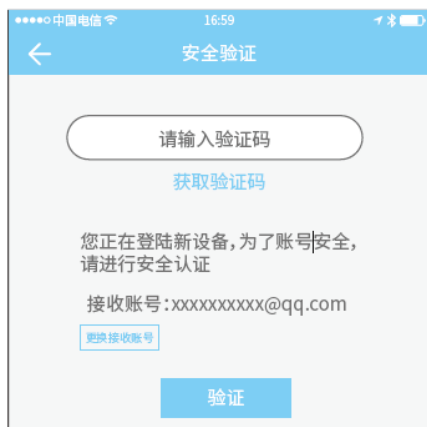 中国电信 16:59
安全验证
请输入验证码
获取验证码
您正在登陆新设备,为了账号安全,
请进行安全认证
接收账号:xxxxxxxxxx@qq.com
更换接收账号
验证